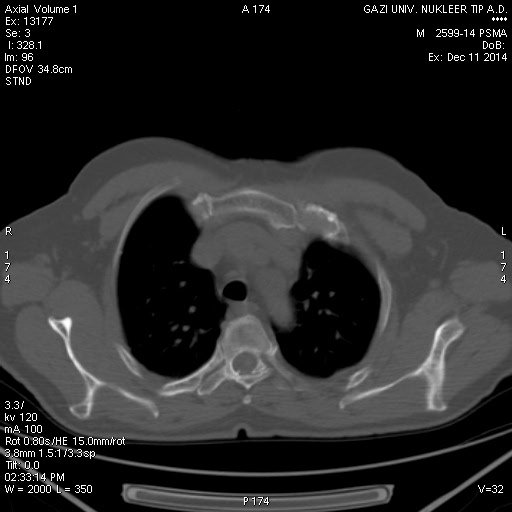 Axial Volume 1
Ex: 13177
Se: 3
I: 328.1
Im: 96
DFOV 34.8cm
STND
A 174
GAZI UNIV. NUKLEER TIP A.D.
****
M 2599-14 PSMA
DoB:
Ex: Dec 11 2014
R
1
7
4
L
1
7
4
3.3/
kv 120
mA 100
Rot 0.80s/HE 15.0mm/rot
3.8mm 1.5:1/3.3sp
Tilt: 0.0
02:33:14 PM
W = 2000 L = 350
P 174
V=32